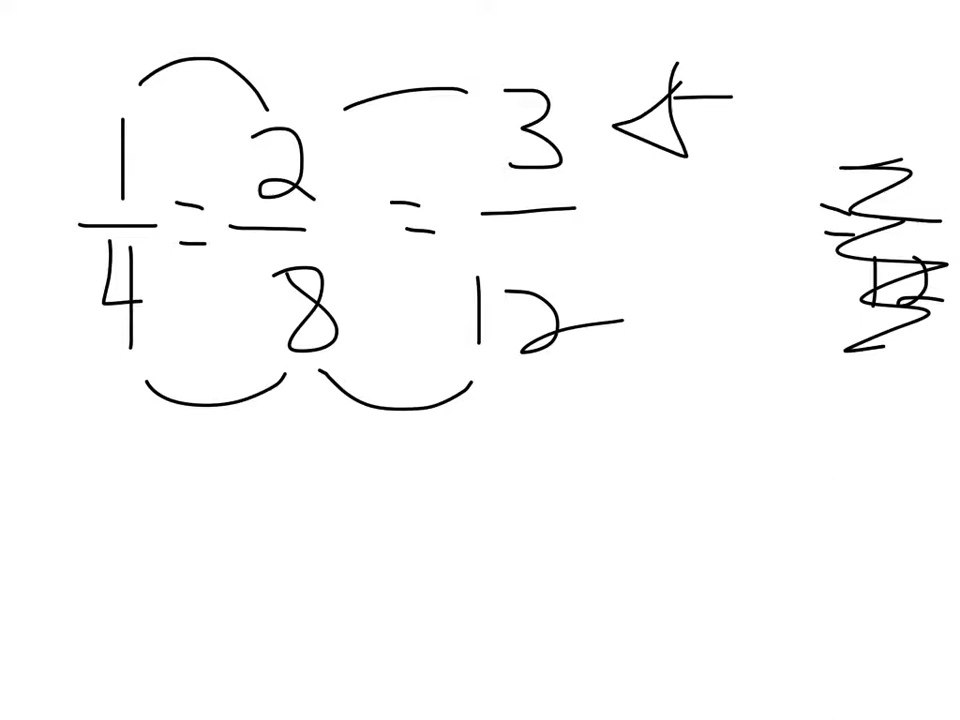 1/4 = 2/8 = 3/12